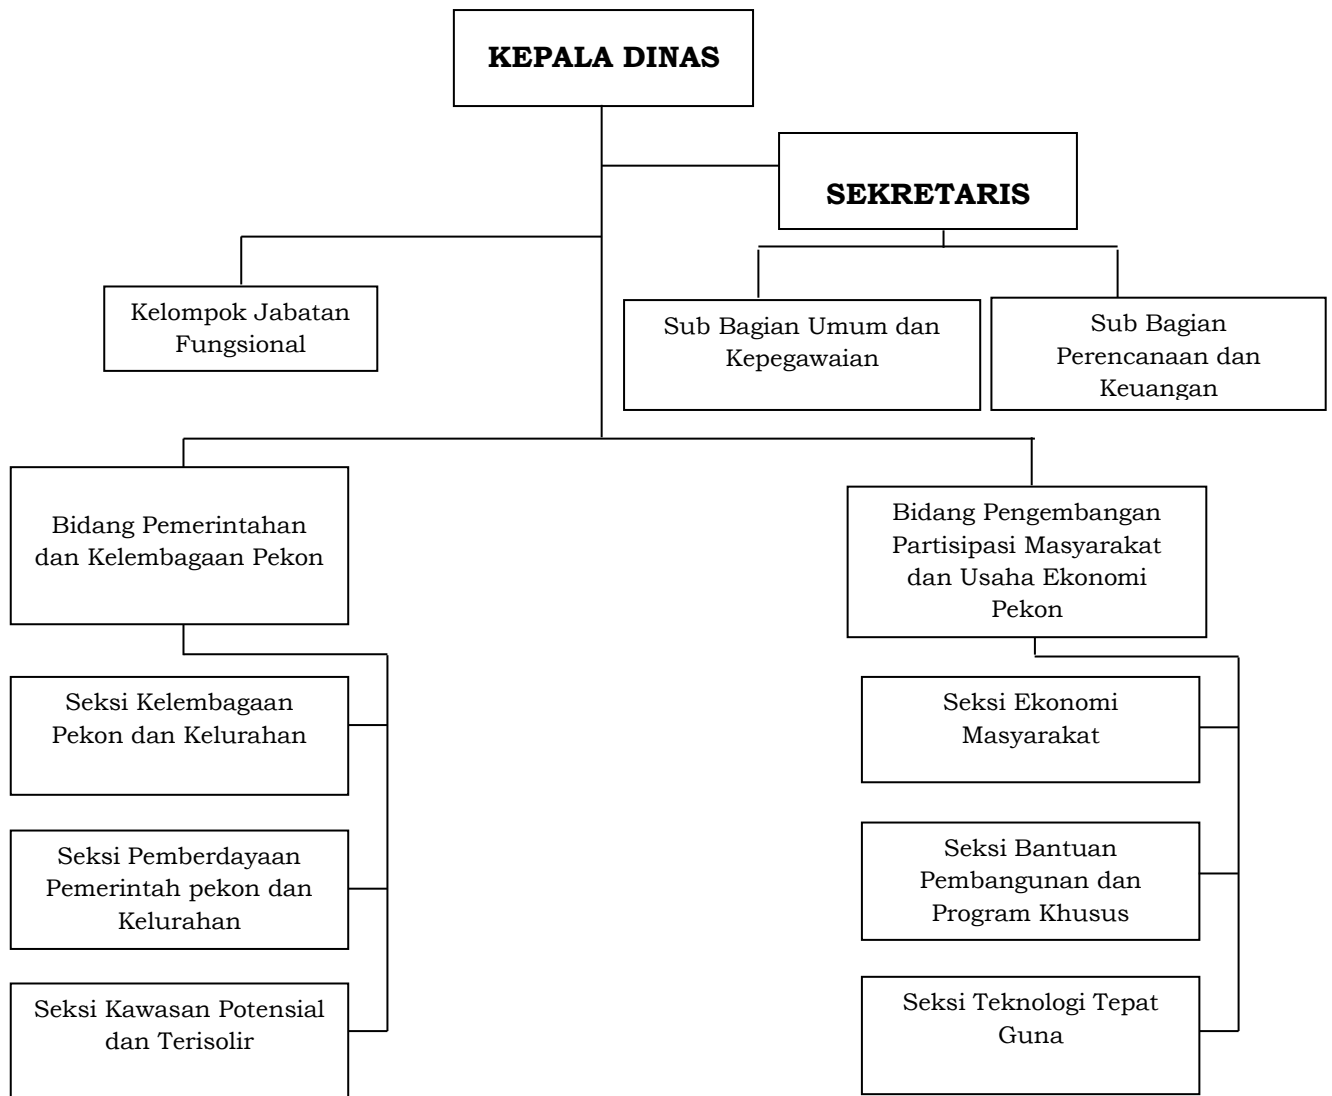 KEPALA DINAS
SEKRETARIS
Kelompok Jabatan
Fungsional
Sub Bagian Umum dan
Kepegawaian
Sub Bagian
Perencanaan dan
Keuangan
Bidang Pemerintahan
dan Kelembagaan Pekon
Bidang Pengembangan
Partisipasi Masyarakat
dan Usaha Ekonomi
Pekon
Seksi Kelembagaan
Pekon dan Kelurahan
Seksi Ekonomi
Masyarakat
Seksi Pemberdayaan
Pemerintah pekon dan
Kelurahan
Seksi Bantuan
Pembangunan dan
Program Khusus
Seksi Kawasan Potensial
dan Terisolir
Seksi Teknologi Tepat
Guna